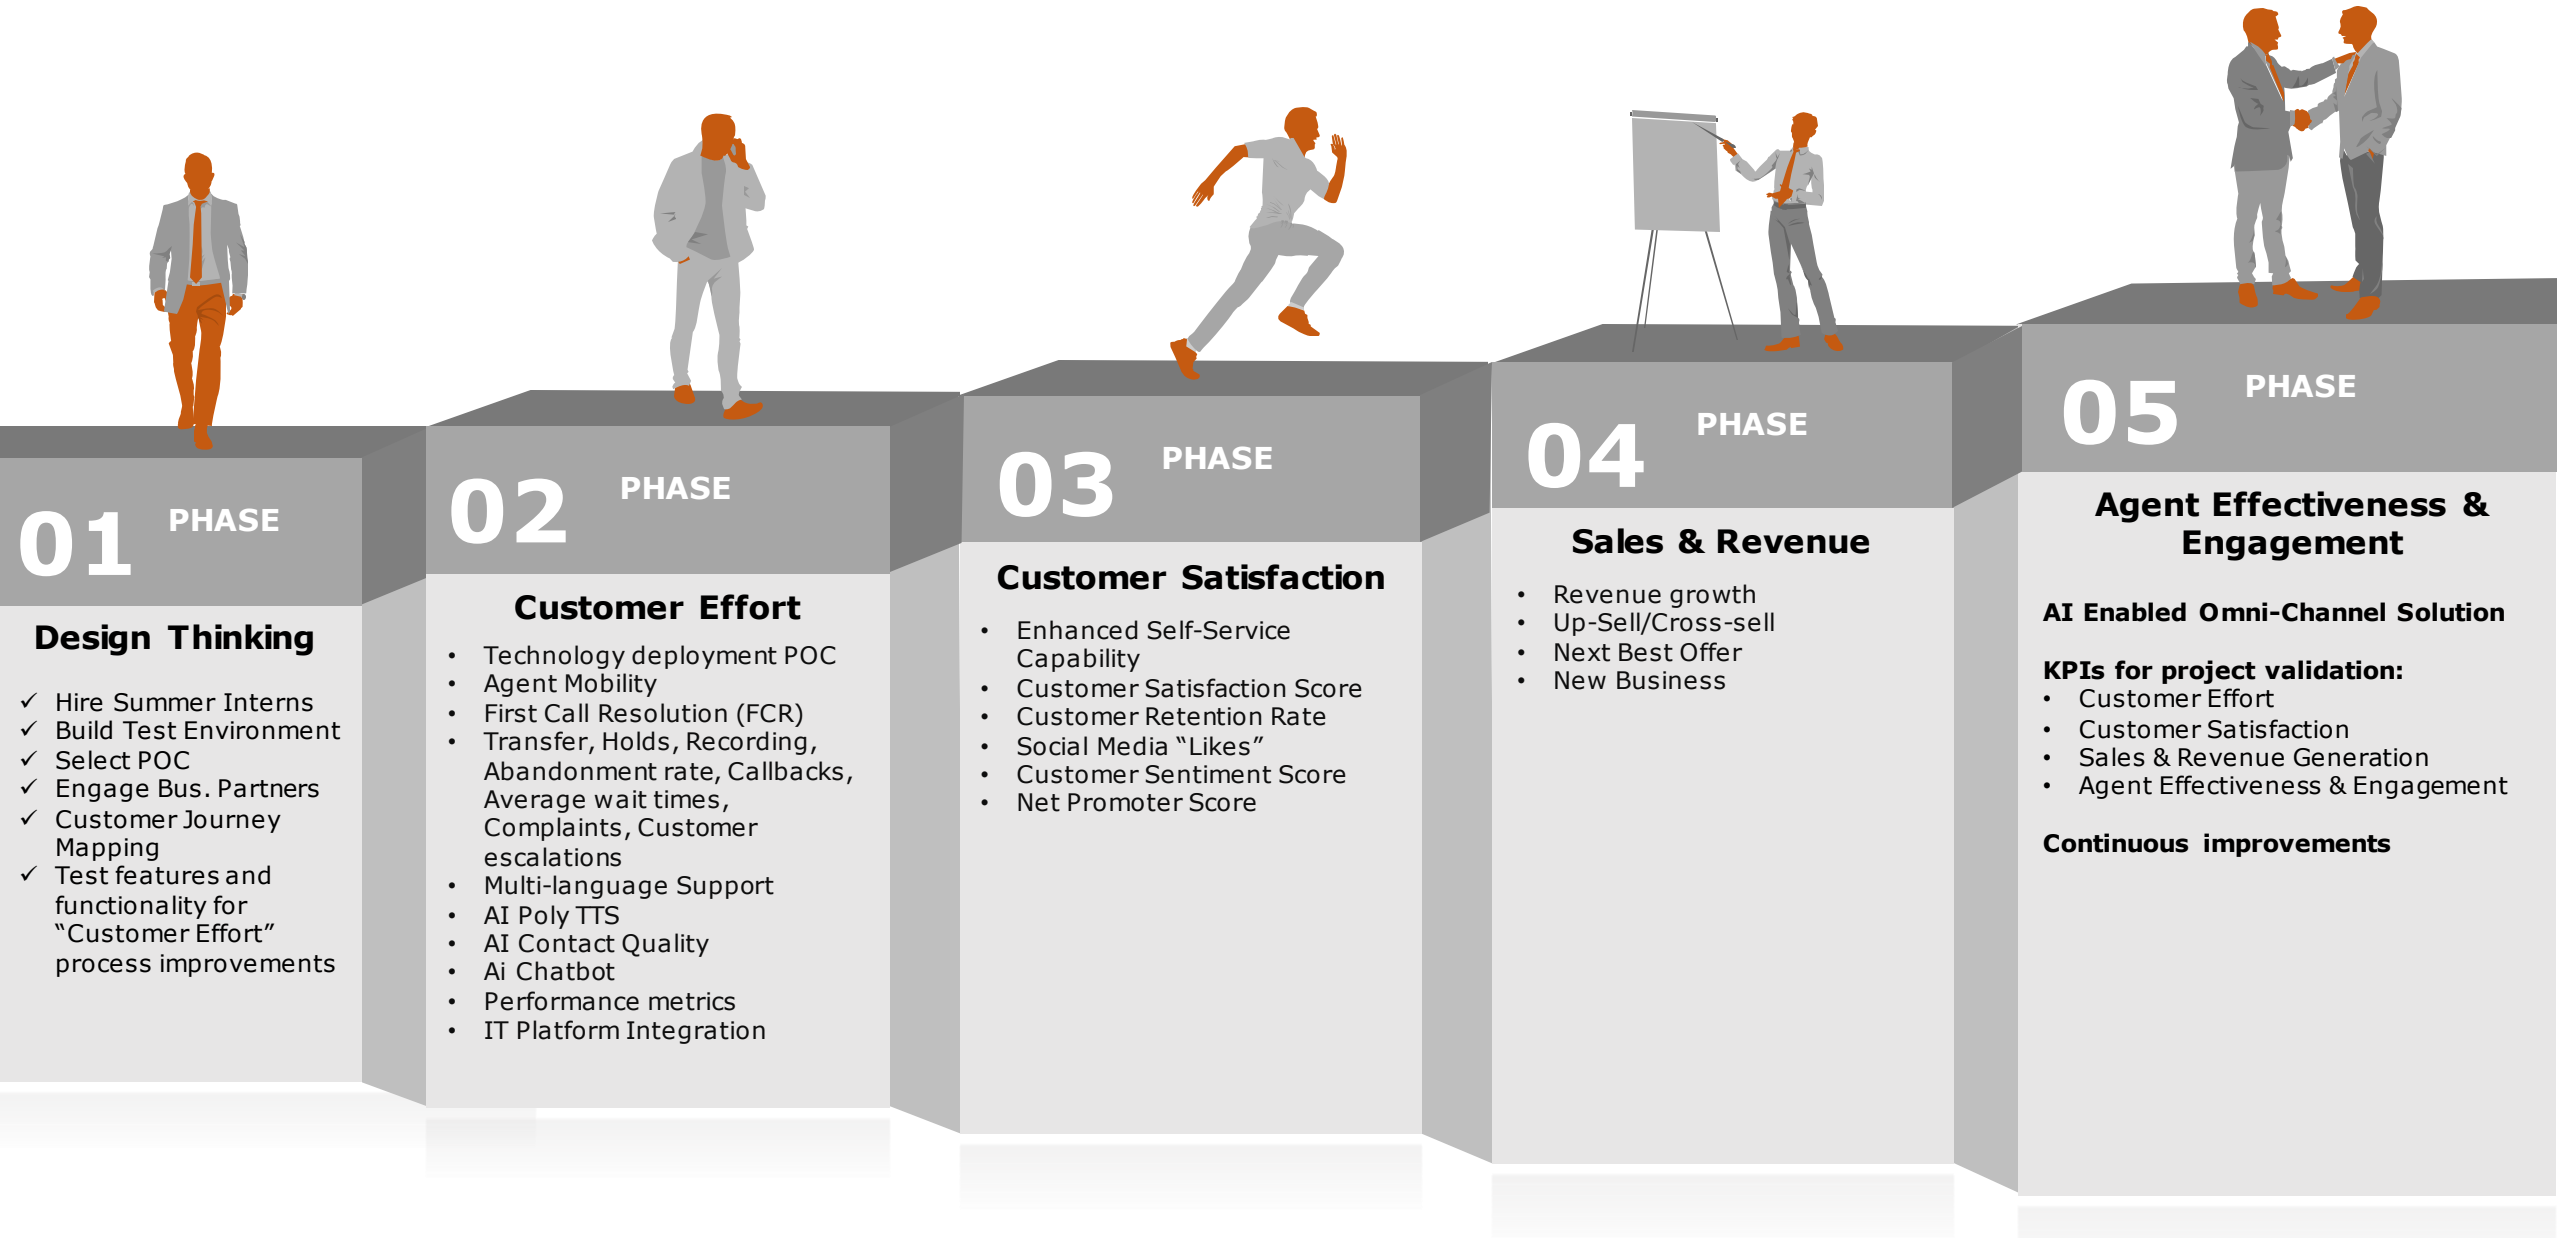 01 PHASE
Design Thinking
✓ Hire Summer Interns
✓ Build Test Environment
✓ Select POC
✓ Engage Bus. Partners
✓ Customer Journey
Mapping
✓ Test features and
functionality for
“Customer Effort”
process improvements
02 PHASE
Customer Effort
• Technology deployment POC
• Agent Mobility
• First Call Resolution (FCR)
• Transfer, Holds, Recording,
Abandonment rate, Callbacks,
Average wait times,
Complaints, Customer
escalations
• Multi-language Support
• AI Poly TTS
• AI Contact Quality
• Ai Chatbot
• Performance metrics
• IT Platform Integration
03 PHASE
Customer Satisfaction
• Enhanced Self-Service
Capability
• Customer Satisfaction Score
• Customer Retention Rate
• Social Media “Likes”
• Customer Sentiment Score
• Net Promoter Score
04 PHASE
Sales & Revenue
• Revenue growth
• Up-Sell/Cross-sell
• Next Best Offer
• New Business
05 PHASE
Agent Effectiveness &
Engagement
AI Enabled Omni-Channel Solution
KPIs for project validation:
• Customer Effort
• Customer Satisfaction
• Sales & Revenue Generation
• Agent Effectiveness & Engagement
Continuous improvements